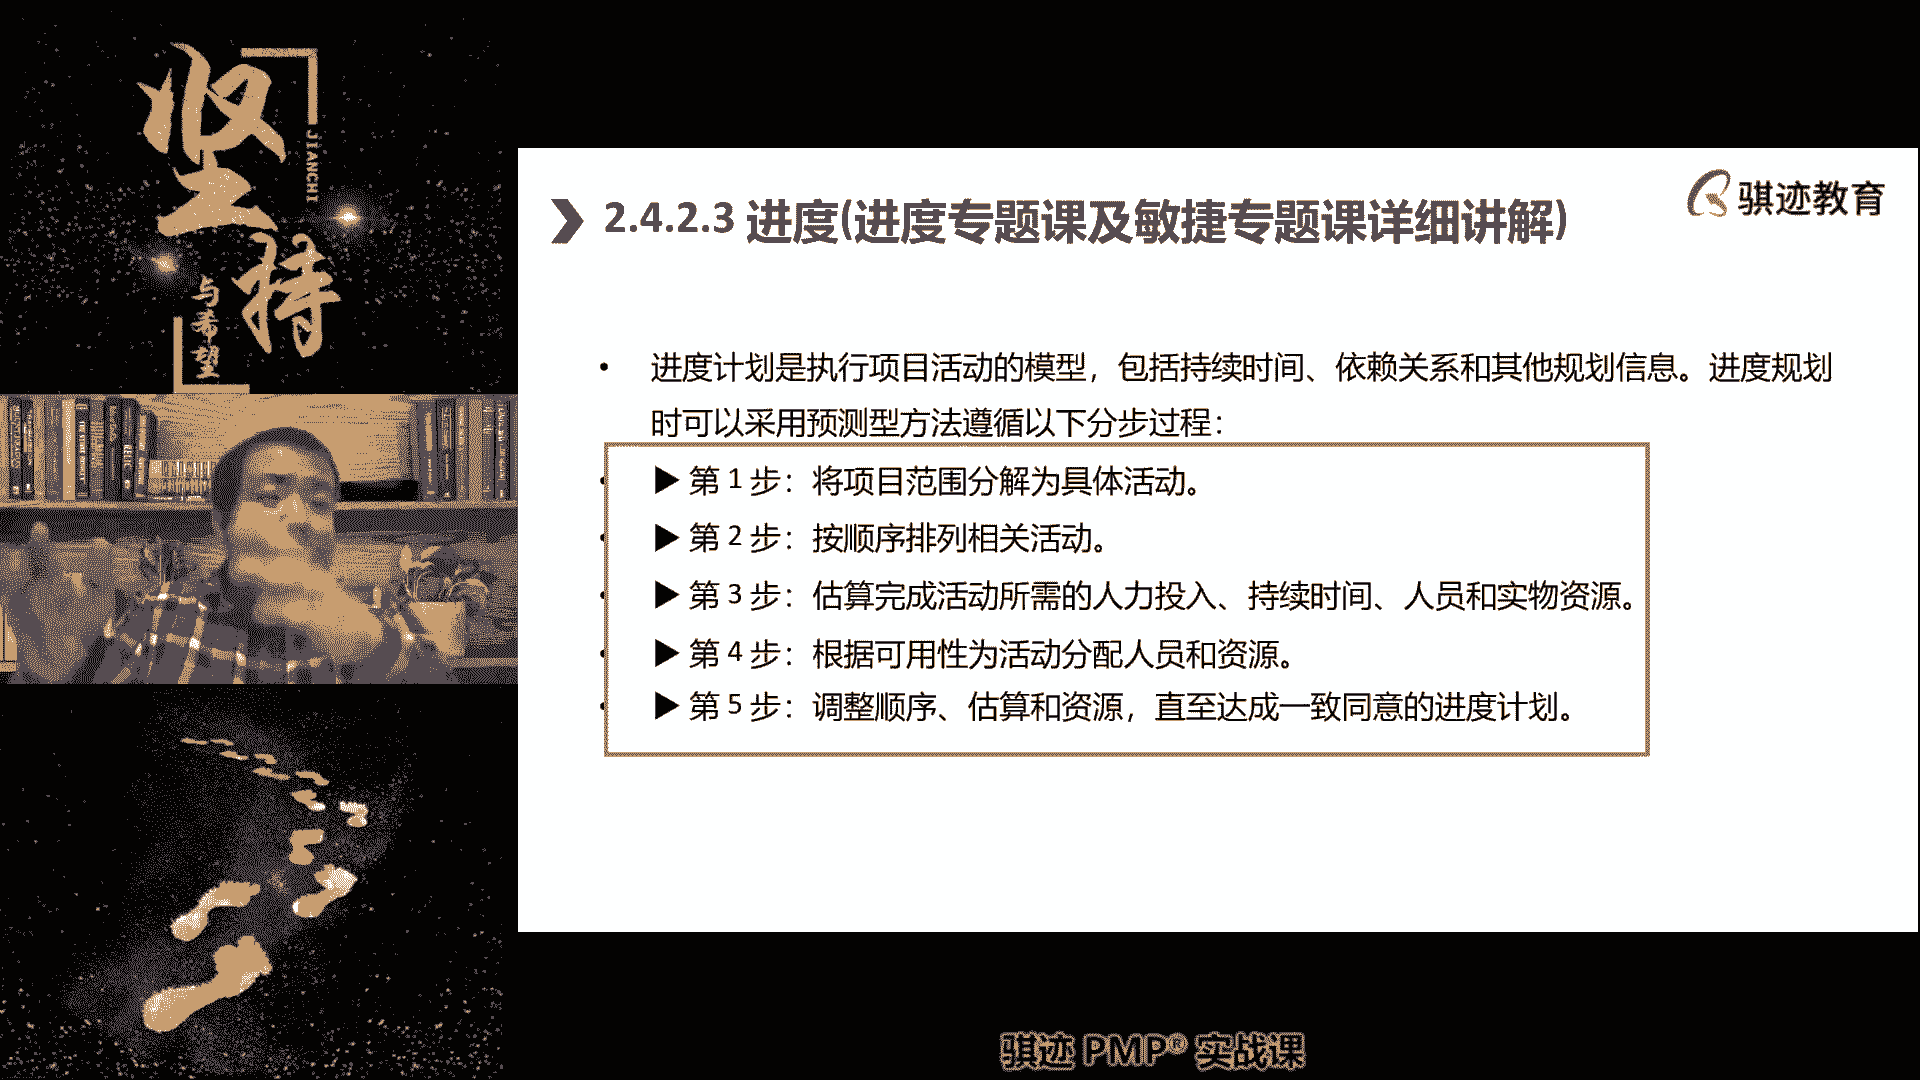 坚持
JIANCHI
与希望
骐迹教育
2.4.2.3 进度(进度专题课及敏捷专题课详细讲解)
• 进度计划是执行项目活动的模型，包括持续时间、依赖关系和其他规划信息。进度规划
时可以采用预测型方法遵循以下分步过程：
▶ 第 1 步：将项目范围分解为具体活动。
▶ 第 2 步：按顺序排列相关活动。
▶ 第 3 步：估算完成活动所需的人力投入、持续时间、人员和实物资源。
▶ 第 4 步：根据可用性为活动分配人员和资源。
▶ 第 5 步：调整顺序、估算和资源，直至达成一致同意的进度计划。
骐迹 PMP® 实战课